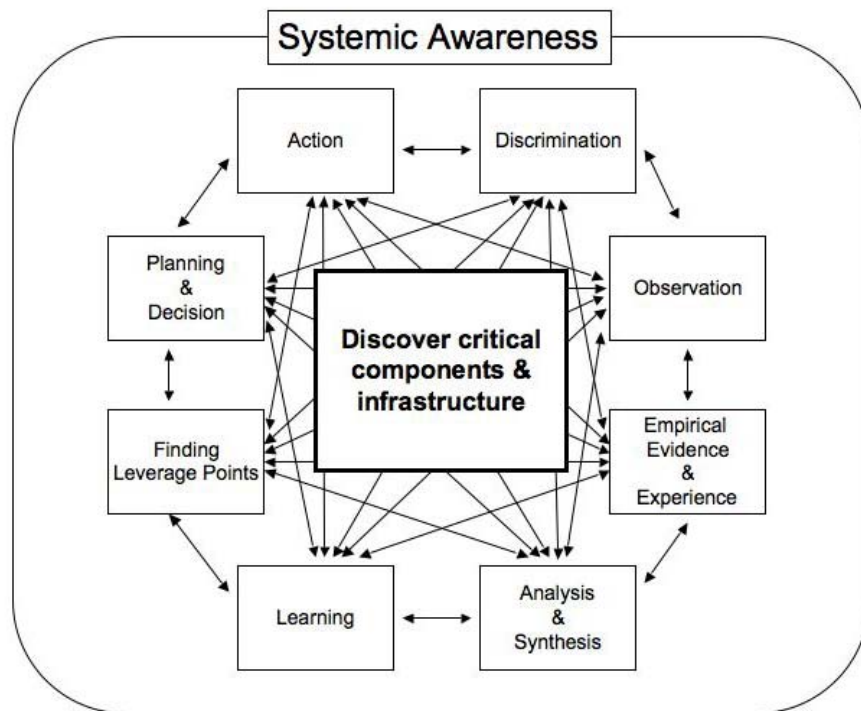 Systemic Awareness
Action
Discrimination
Planning
&
Decision
Observation
Discover critical
components &
infrastructure
Finding
Leverage Points
Empirical
Evidence
&
Experience
Learning
Analysis
&
Synthesis